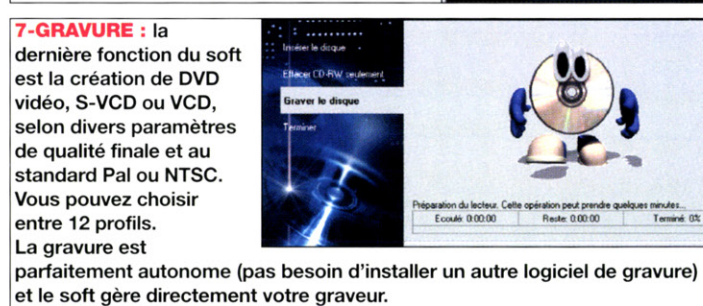 7-GRAVURE : la
dernière fonction du soft
est la création de DVD
vidéo, S-VCD ou VCD,
selon divers paramètres
de qualité finale et au
standard Pal ou NTSC.
Vous pouvez choisir
entre 12 profils.
La gravure est
parfaitement autonome (pas besoin d'installer un autre logiciel de gravure)
et le soft gère directement votre graveur.
Insérer le disque
Effacer CD-RW seulement
Graver le disque
Terminer
Préparation du lecteur. Cette opération peut prendre quelques minutes...
Ecoulé: 0:00:00 Reste: 0:00:00 Terminé: 0%